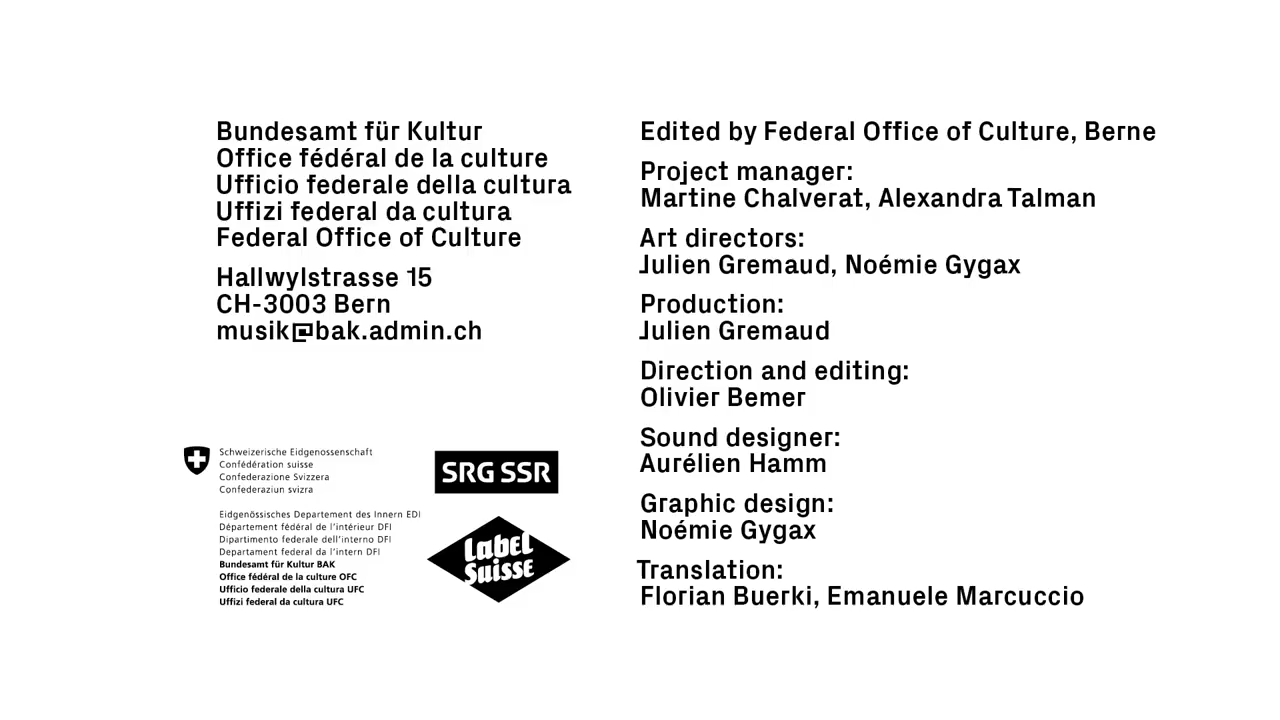 Bundesamt für Kultur
Office fédéral de la culture
Ufficio federale della cultura
Uffizi federal da cultura
Federal Office of Culture
Hallwylstrasse 15
CH-3003 Bern
musik@bak.admin.ch
Schweizerische Eidgenossenschaft
Confédération suisse
Confederazione Svizzera
Confederaziun svizra
Eidgenössisches Departement des Innern EDI
Département fédéral de l'intérieur DFI
Dipartimento federale dell'interno DFI
Departament federal da l'intern DFI
Bundesamt für Kultur BAK
Office fédéral de la culture OFC
Ufficio federale della cultura UFC
Uffizi federal da cultura UFC
SRG SSR
Label
Suisse
Edited by Federal Office of Culture, Berne
Project manager:
Martine Chalverat, Alexandra Talman
Art directors:
Julien Gremaud, Noémie Gygax
Production:
Julien Gremaud
Direction and editing:
Olivier Bemer
Sound designer:
Aurélien Hamm
Graphic design:
Noémie Gygax
Translation:
Florian Buerki, Emanuele Marcuccio